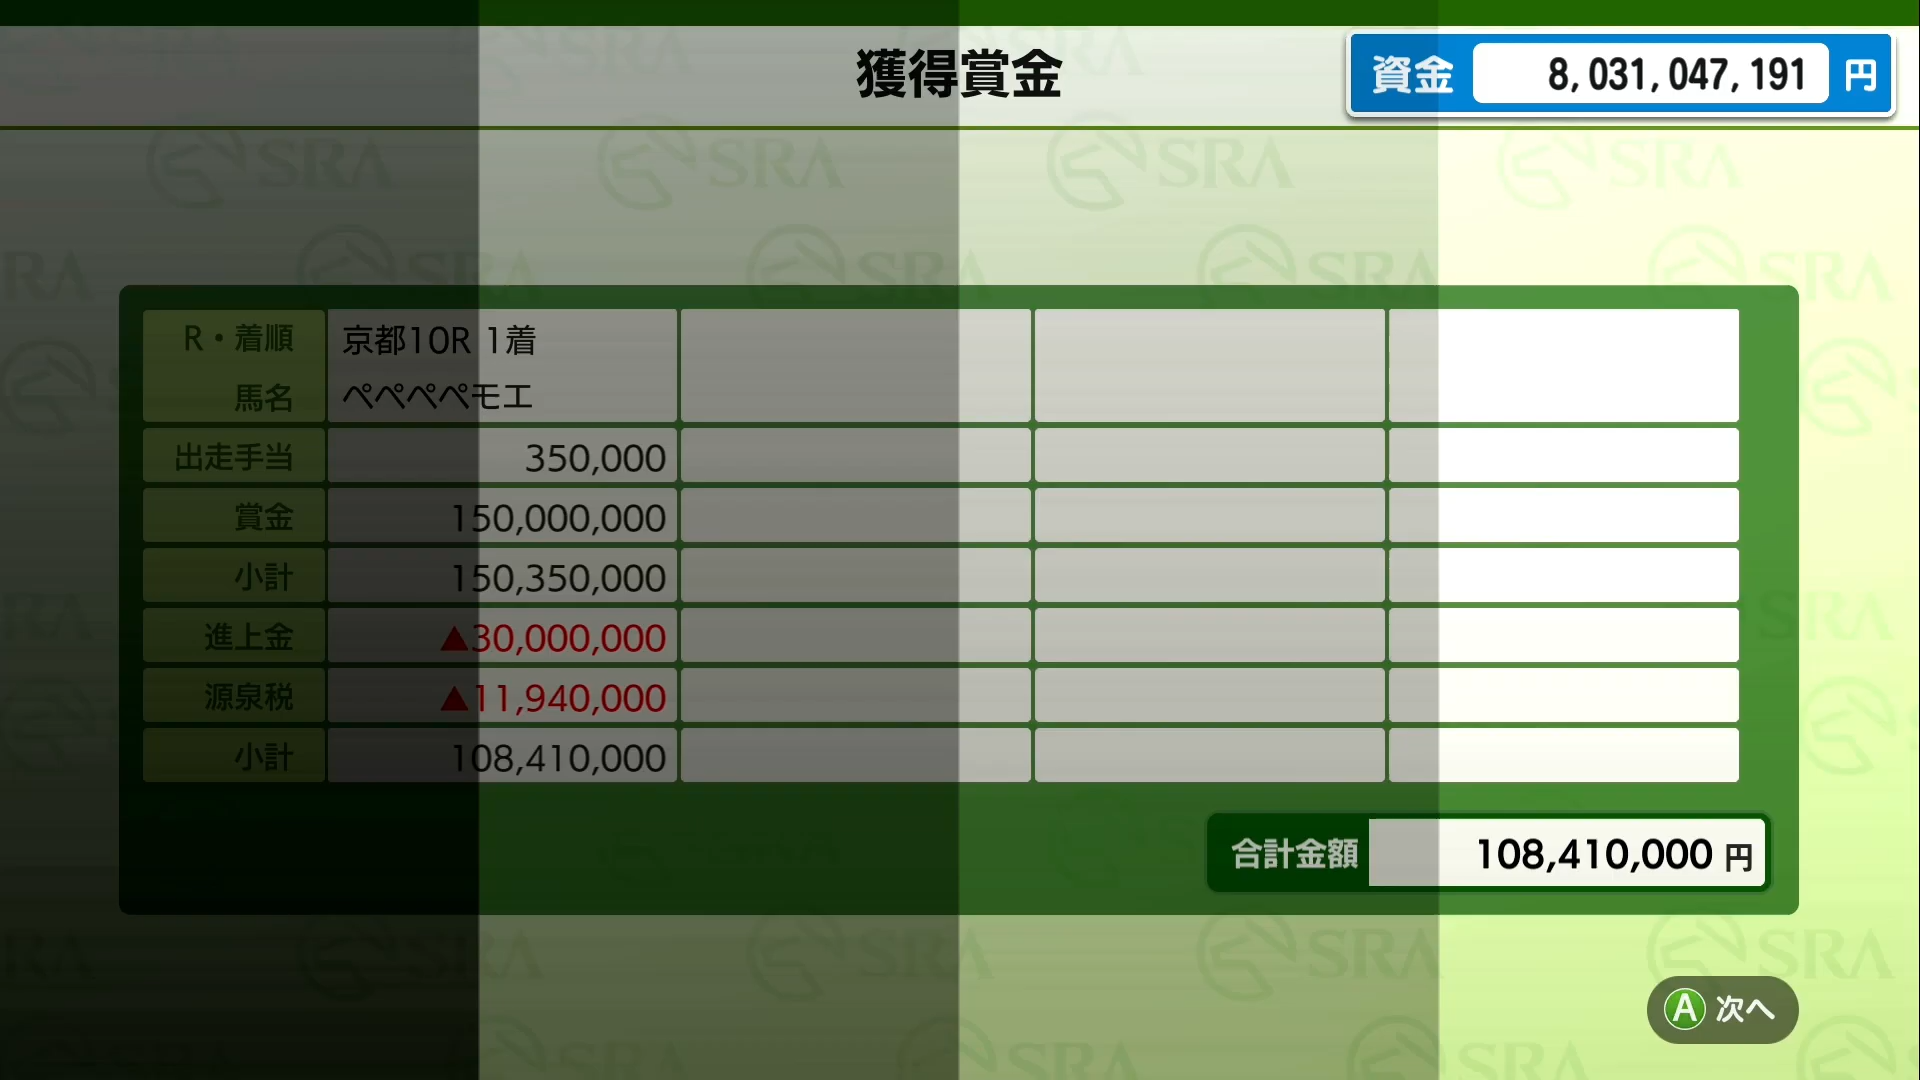 獲得賞金
資金 8,031,047,191 円
R・着順 京都10R 1着
馬名 ペペペペモエ
出走手当 350,000
賞金 150,000,000
小計 150,350,000
進上金 ▲30,000,000
源泉税 ▲11,940,000
小計 108,410,000
合計金額 108,410,000 円
A 次へ
SRA